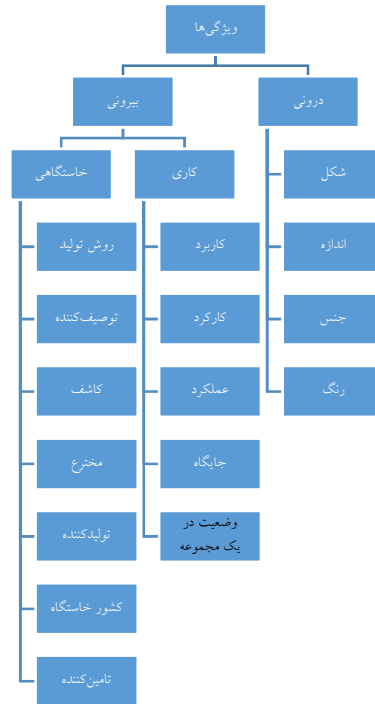 ویژگی‌ها
درونی
بیرونی
شکل
اندازه
جنس
رنگ
کاری
خاستگاهی
کاربرد
کارکرد
عملکرد
جایگاه
وضعیت در
یک مجموعه
روش تولید
توصیف‌کننده
کاشف
مخترع
تولیدکننده
کشور خاستگاه
تامین‌کننده